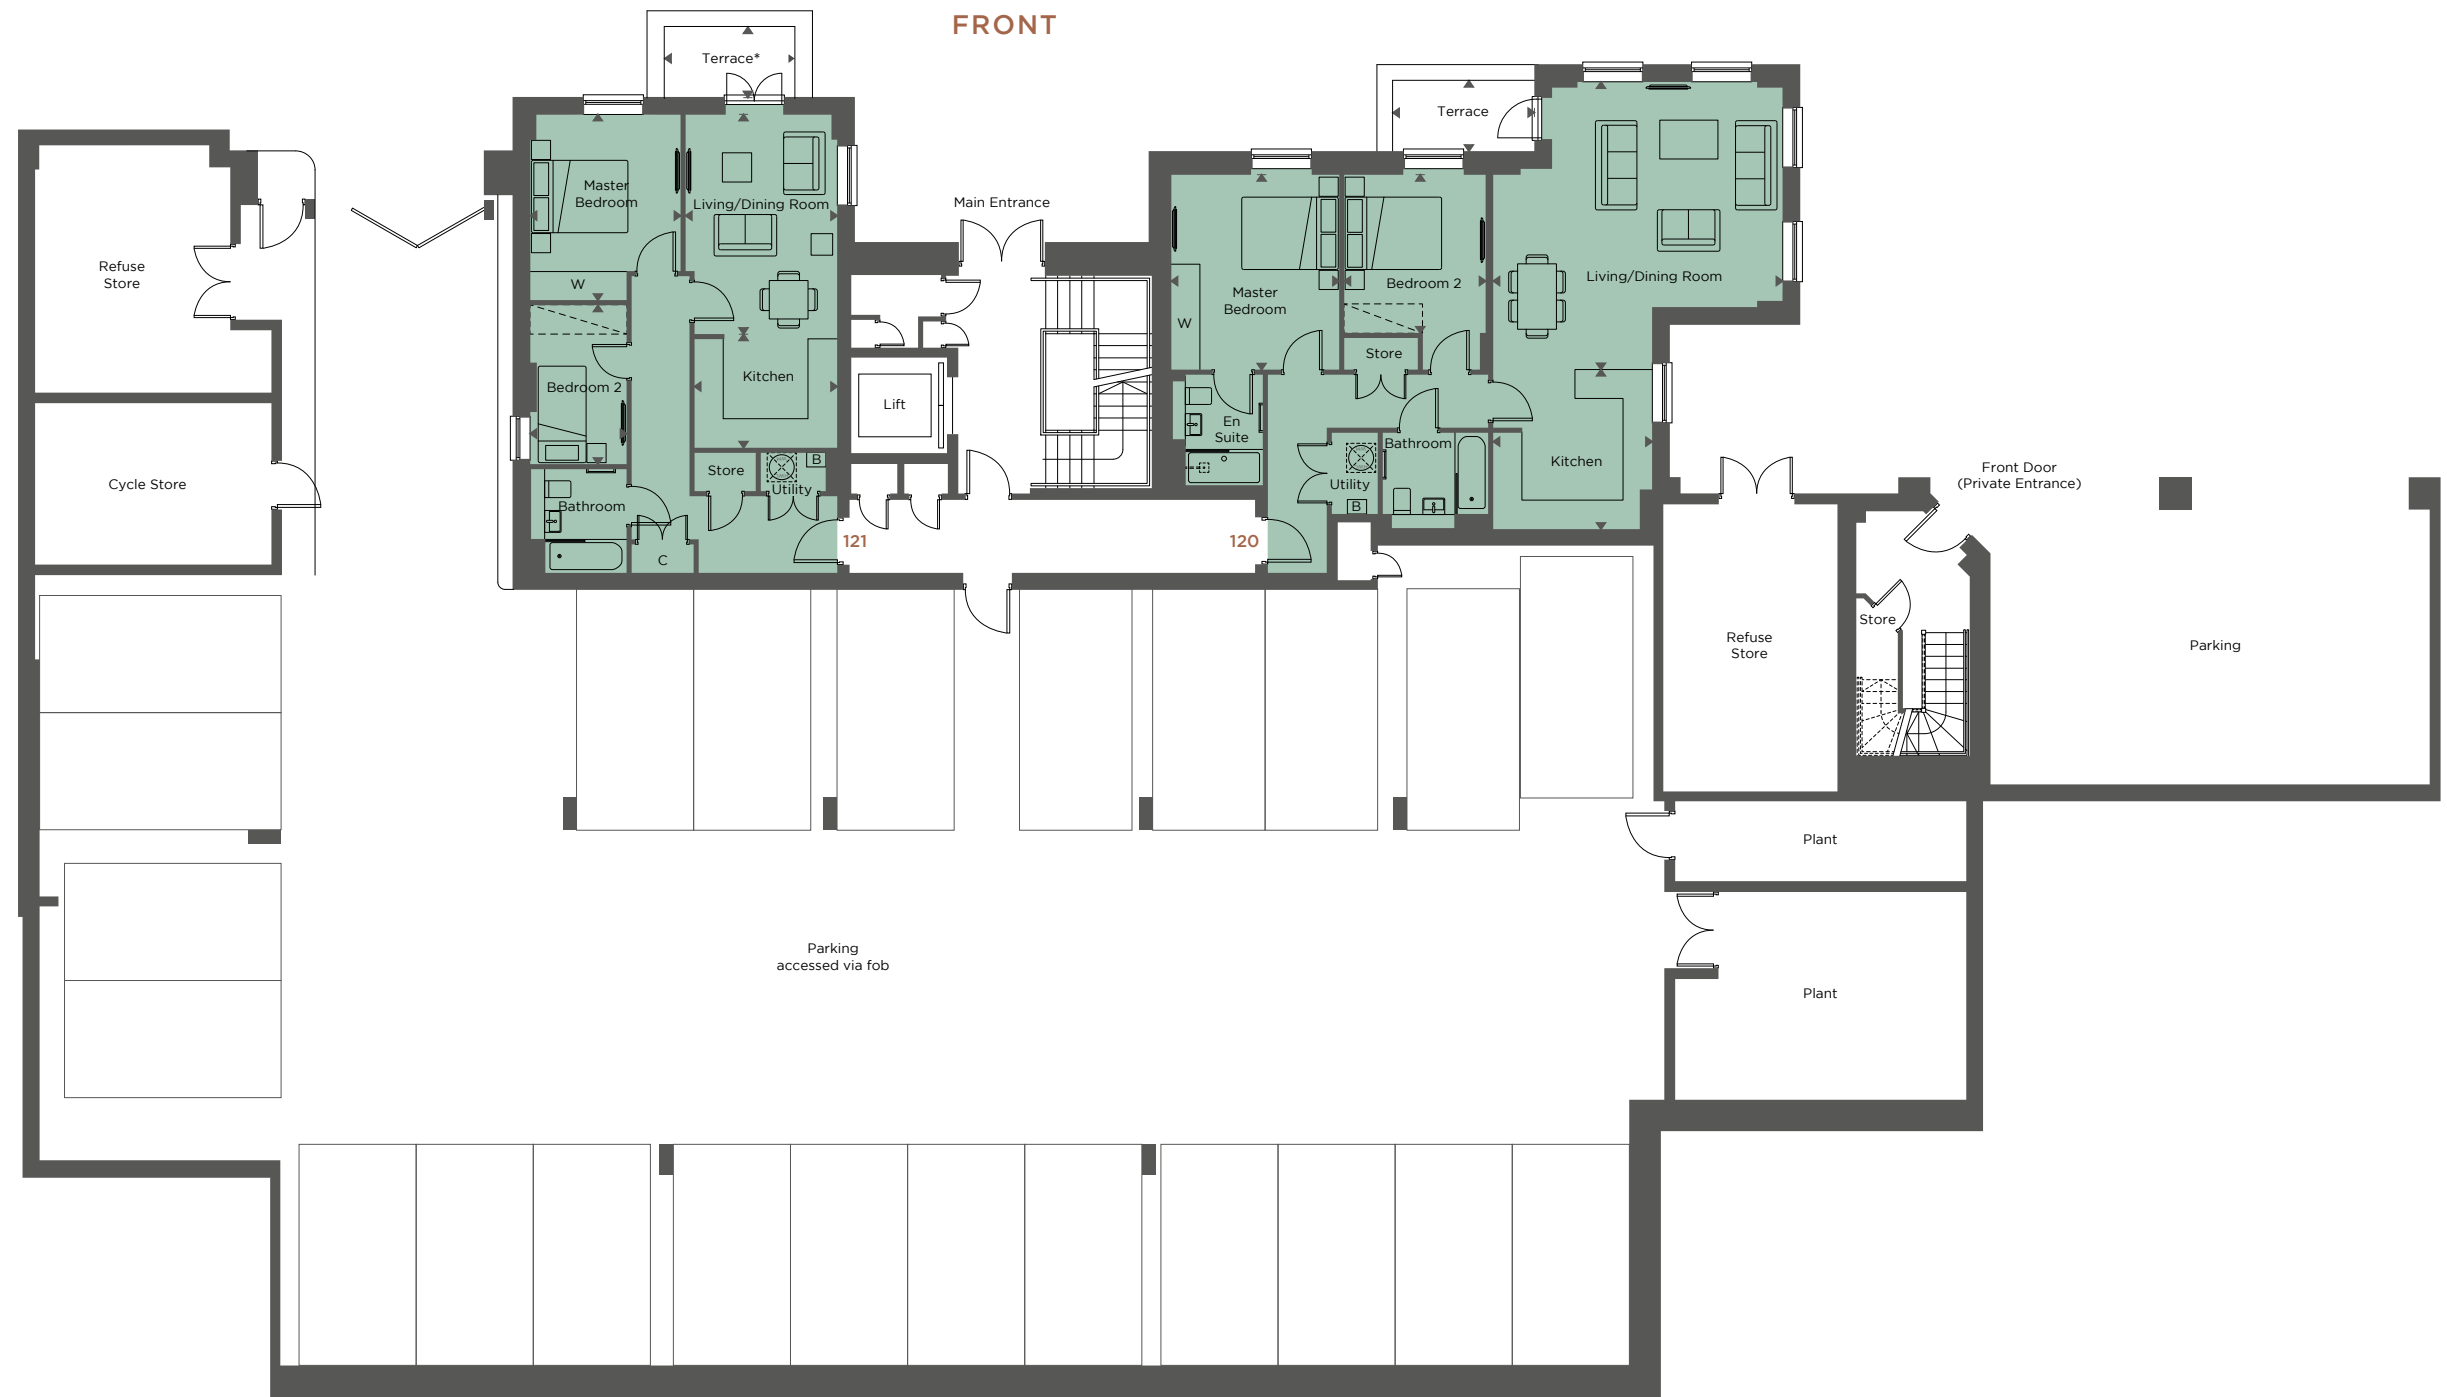 FRONT
Terrace*
Terrace
Master
Bedroom
Living/Dining Room
Main Entrance
Refuse
Store
W
Living/Dining Room
Master
Bedroom
Bedroom 2
W
Kitchen
Bedroom 2
Store
Lift
En
Suite
Bathroom
Kitchen
Store
B
Utility
Utility
B
Cycle Store
Front Door
(Private Entrance)
Bathroom
C
121
120
Store
Refuse
Store
Parking
Plant
Parking
accessed via fob
Plant